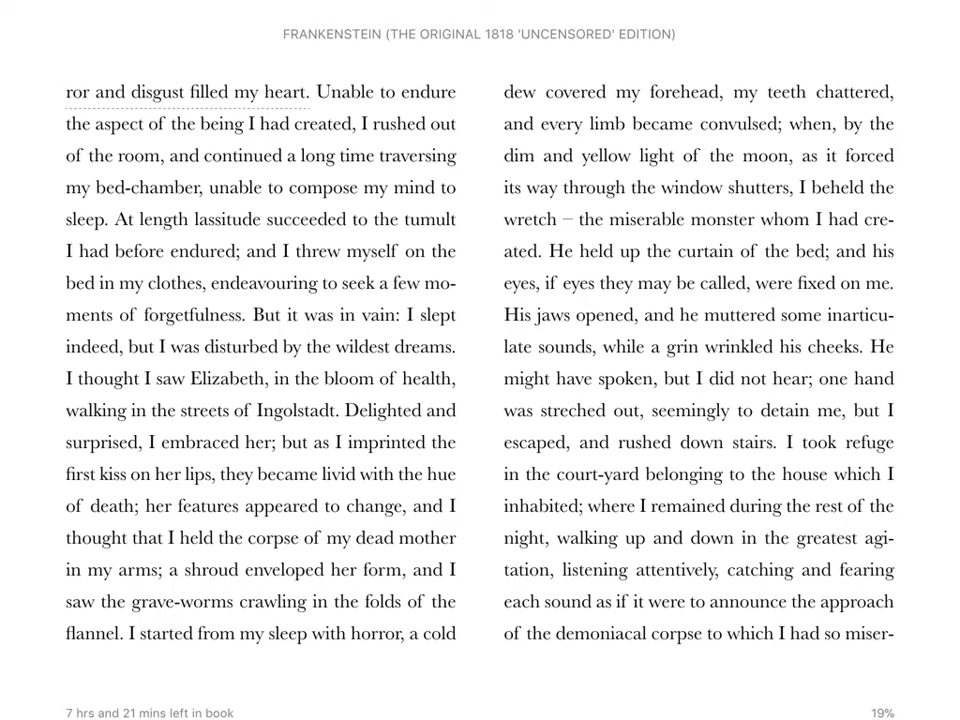 FRANKENSTEIN (THE ORIGINAL 1818 'UNCENSORED' EDITION)
ror and disgust filled my heart. Unable to endure
the aspect of the being I had created, I rushed out
of the room, and continued a long time traversing
my bed-chamber, unable to compose my mind to
sleep. At length lassitude succeeded to the tumult
I had before endured; and I threw myself on the
bed in my clothes, endeavouring to seek a few mo-
ments of forgetfulness. But it was in vain: I slept
indeed, but I was disturbed by the wildest dreams.
I thought I saw Elizabeth, in the bloom of health,
walking in the streets of Ingolstadt. Delighted and
surprised, I embraced her; but as I imprinted the
first kiss on her lips, they became livid with the hue
of death; her features appeared to change, and I
thought that I held the corpse of my dead mother
in my arms; a shroud enveloped her form, and I
saw the grave-worms crawling in the folds of the
flannel. I started from my sleep with horror, a cold
dew covered my forehead, my teeth chattered,
and every limb became convulsed; when, by the
dim and yellow light of the moon, as it forced
its way through the window shutters, I beheld the
wretch – the miserable monster whom I had cre-
ated. He held up the curtain of the bed; and his
eyes, if eyes they may be called, were fixed on me.
His jaws opened, and he muttered some inarticu-
late sounds, while a grin wrinkled his cheeks. He
might have spoken, but I did not hear; one hand
was streched out, seemingly to detain me, but I
escaped, and rushed down stairs. I took refuge
in the court-yard belonging to the house which I
inhabited; where I remained during the rest of the
night, walking up and down in the greatest agi-
tation, listening attentively, catching and fearing
each sound as if it were to announce the approach
of the demoniacal corpse to which I had so miser-
7 hrs and 21 mins left in book
19%